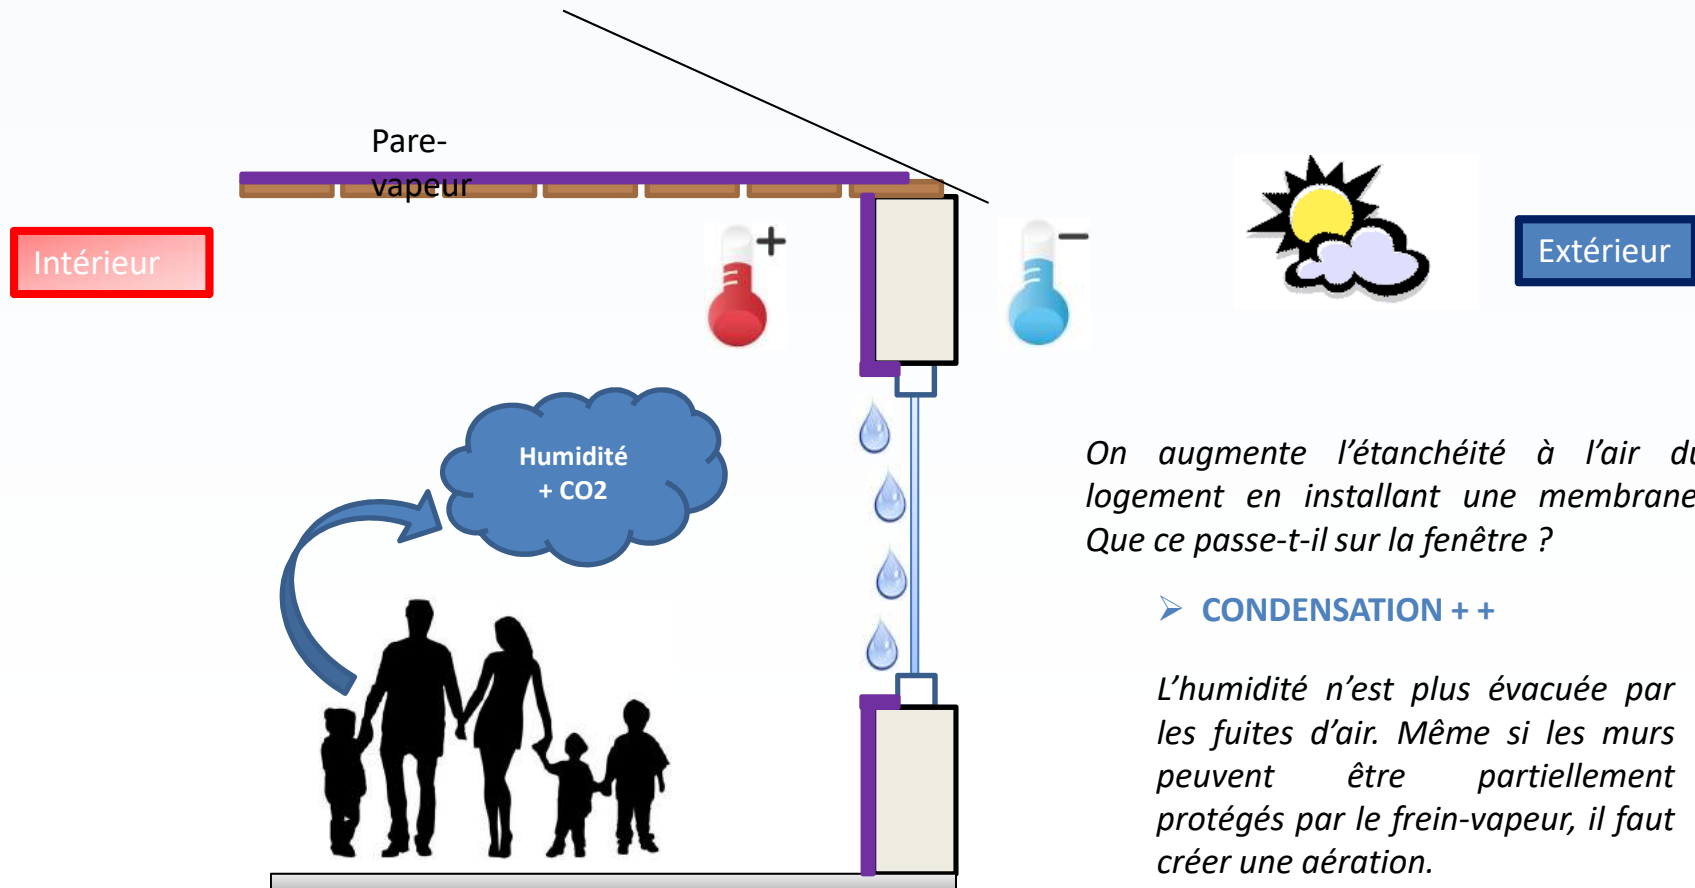 Pare-
vapeur
Intérieur
Extérieur
Humidité
+ CO2
On augmente l’étanchéité à l’air du
logement en installant une membrane
Que ce passe-t-il sur la fenêtre ?
➢ CONDENSATION + +
L’humidité n’est plus évacuée par
les fuites d’air. Même si les murs
peuvent être partiellement
protégés par le frein-vapeur, il faut
créer une aération.